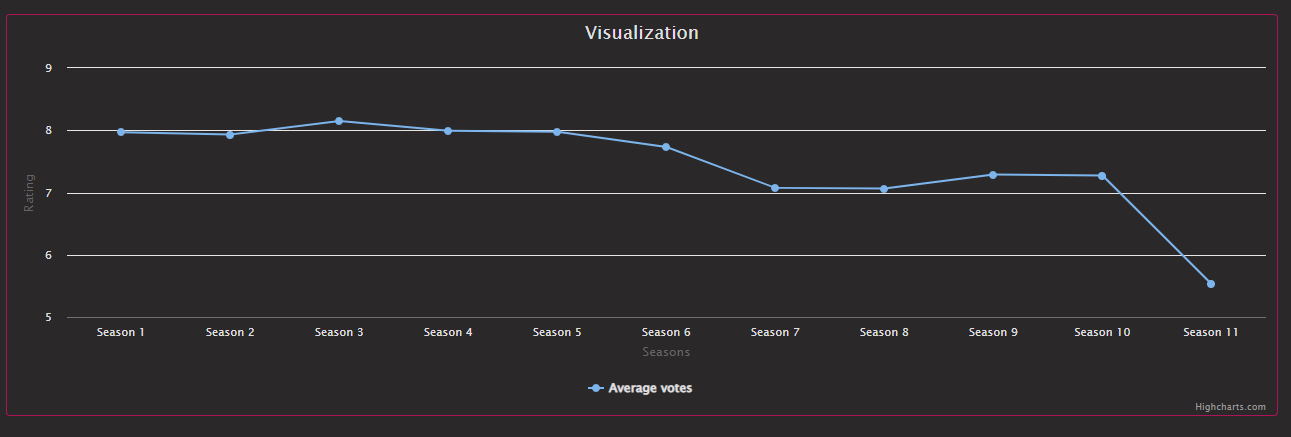 Visualization
9
8
7
6
5
Rating
Season 1 Season 2 Season 3 Season 4 Season 5 Season 6 Season 7 Season 8 Season 9 Season 10 Season 11
Seasons
Average votes
Highcharts.com